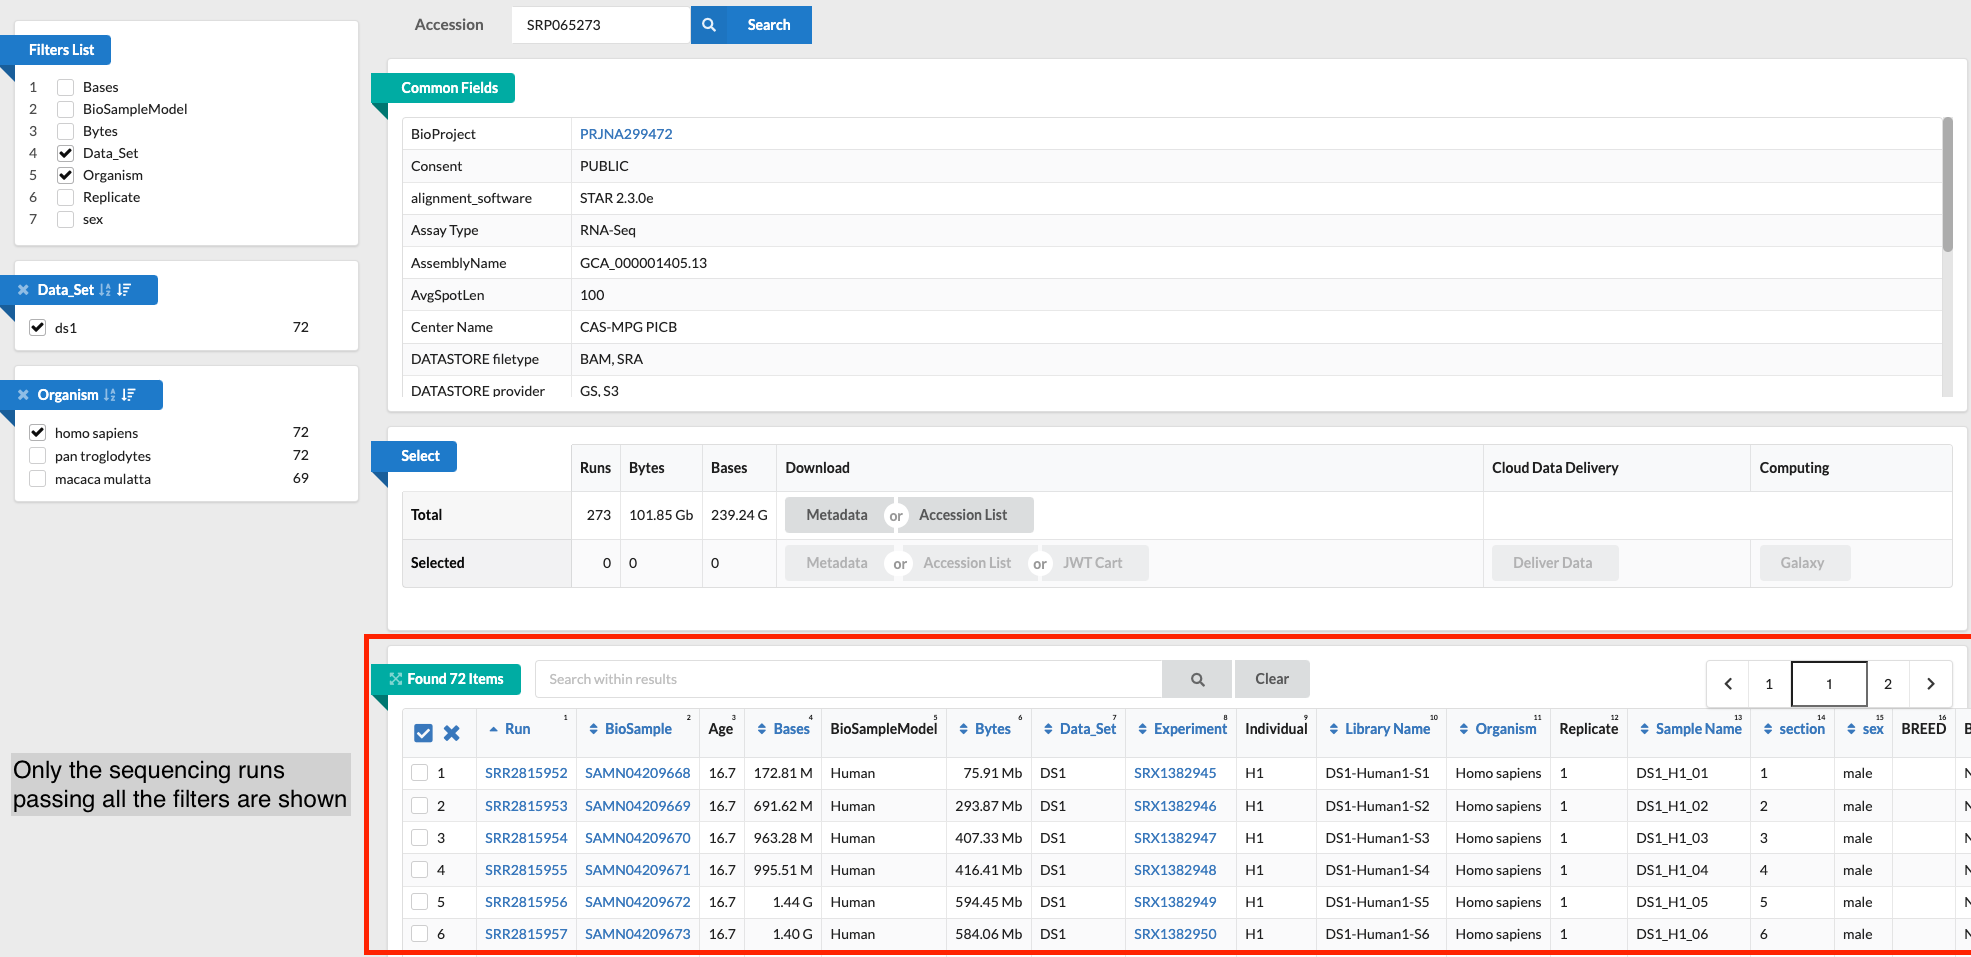 Accession SRP065273 Search
Filters List
1 Bases
2 BioSampleModel
3 Bytes
4 Data_Set
5 Organism
6 Replicate
7 sex
Data_Set
ds1 72
Organism
homo sapiens 72
pan troglodytes 72
macaca mulatta 69
Common Fields
BioProject PRJNA299472
Consent PUBLIC
alignment_software STAR 2.3.0e
Assay Type RNA-Seq
AssemblyName GCA_000001405.13
AvgSpotLen 100
Center Name CAS-MPG PICB
DATASTORE filetype BAM, SRA
DATASTORE provider GS, S3
Select
Runs Bytes Bases Download Cloud Data Delivery Computing
Total 273 101.85 Gb 239.24 G Metadata or Accession List
Selected 0 0 0 Metadata or Accession List or JWT Cart Deliver Data Galaxy
Found 72 Items Search within results Clear 1 1 2
Run 1 BioSample 2 Age 3 Bases 4 BioSampleModel 5 Bytes 6 Data_Set 7 Experiment 8 Individual 9 Library Name 10 Organism 11 Replicate 12 Sample Name 13 section 14 sex 15 BREED 16
1 SRR2815952 SAMN04209668 16.7 172.81 M Human 75.91 Mb DS1 SRX1382945 H1 DS1-Human1-S1 Homo sapiens 1 DS1_H1_01 1 male
2 SRR2815953 SAMN04209669 16.7 691.62 M Human 293.87 Mb DS1 SRX1382946 H1 DS1-Human1-S2 Homo sapiens 1 DS1_H1_02 2 male
3 SRR2815954 SAMN04209670 16.7 963.28 M Human 407.33 Mb DS1 SRX1382947 H1 DS1-Human1-S3 Homo sapiens 1 DS1_H1_03 3 male
4 SRR2815955 SAMN04209671 16.7 995.51 M Human 416.41 Mb DS1 SRX1382948 H1 DS1-Human1-S4 Homo sapiens 1 DS1_H1_04 4 male
5 SRR2815956 SAMN04209672 16.7 1.44 G Human 594.45 Mb DS1 SRX1382949 H1 DS1-Human1-S5 Homo sapiens 1 DS1_H1_05 5 male
6 SRR2815957 SAMN04209673 16.7 1.40 G Human 584.06 Mb DS1 SRX1382950 H1 DS1-Human1-S6 Homo sapiens 1 DS1_H1_06 6 male
Only the sequencing runs
passing all the filters are shown